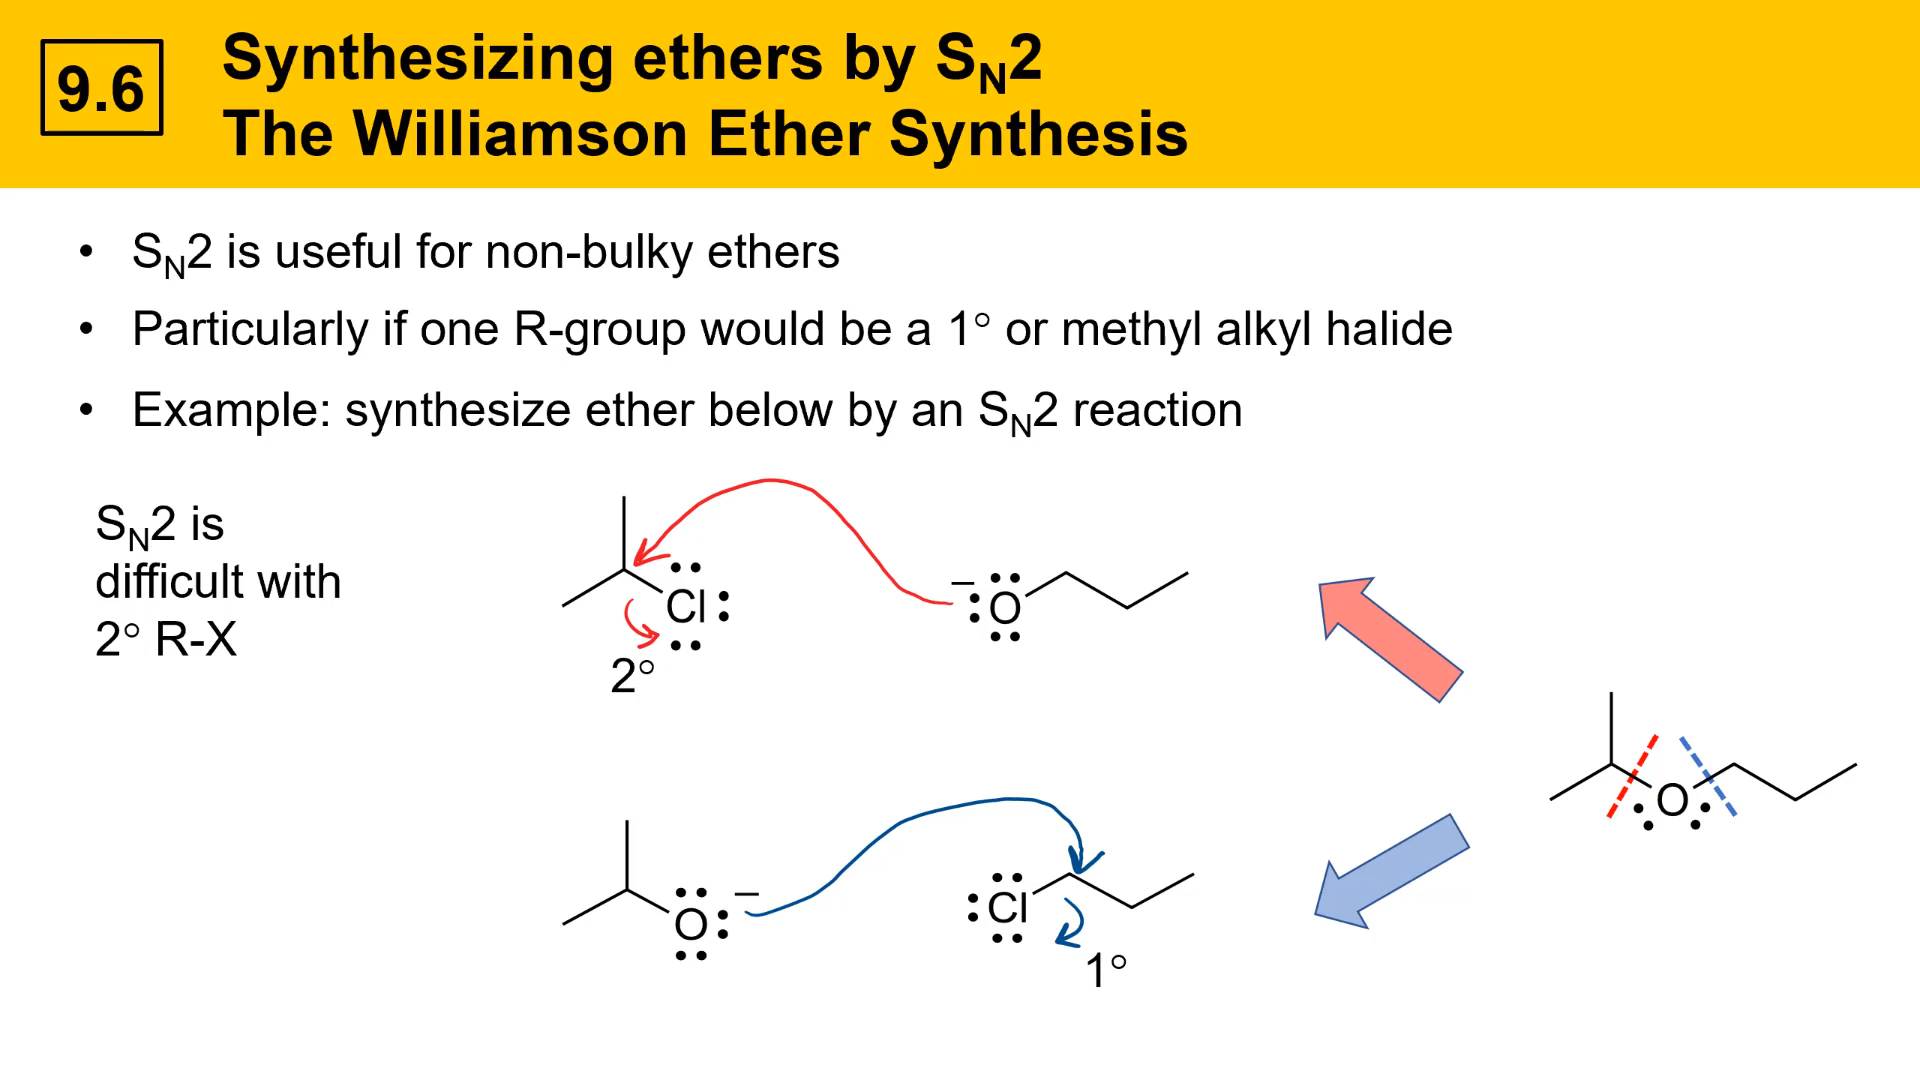 9.6
Synthesizing ethers by SN2
The Williamson Ether Synthesis
• SN2 is useful for non-bulky ethers
• Particularly if one R-group would be a 1° or methyl alkyl halide
• Example: synthesize ether below by an SN2 reaction
SN2 is
difficult with
2° R-X
Cl
2°
O
O
O
Cl
1°